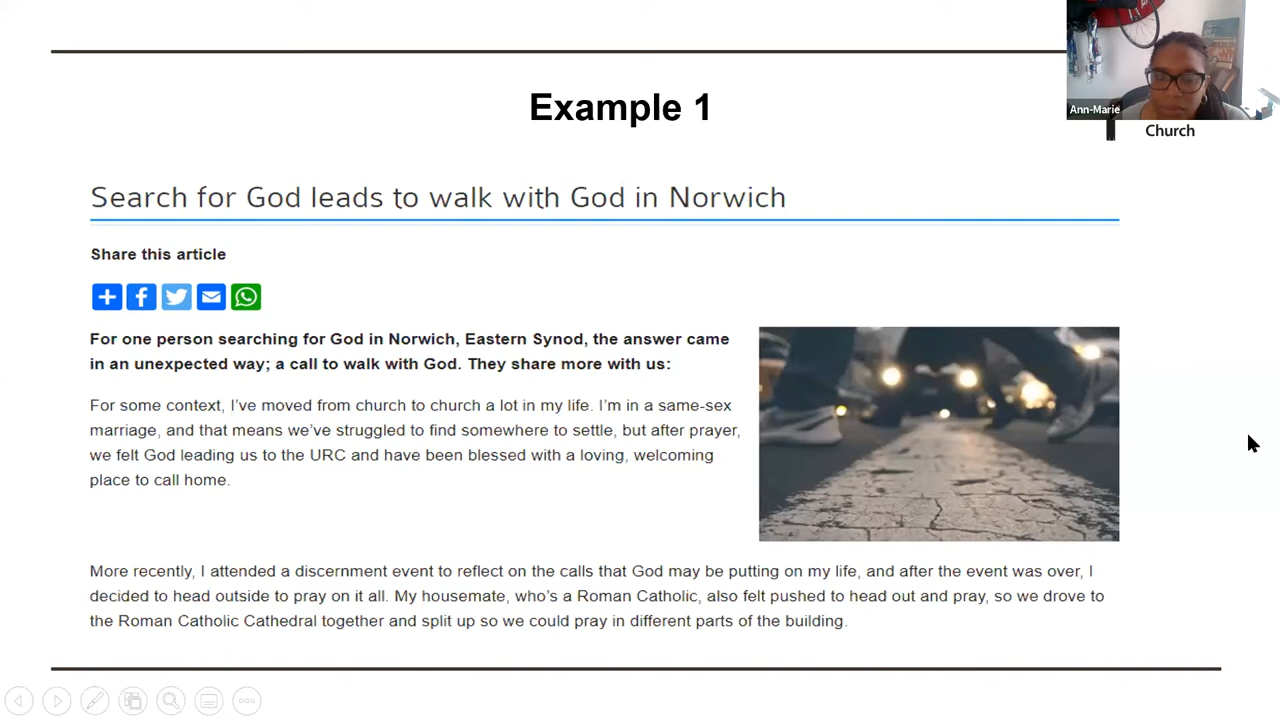 Example 1
Ann-Marie
Church
Search for God leads to walk with God in Norwich
Share this article
For one person searching for God in Norwich, Eastern Synod, the answer came
in an unexpected way; a call to walk with God. They share more with us:
For some context, I’ve moved from church to church a lot in my life. I’m in a same-sex
marriage, and that means we’ve struggled to find somewhere to settle, but after prayer,
we felt God leading us to the URC and have been blessed with a loving, welcoming
place to call home.
More recently, I attended a discernment event to reflect on the calls that God may be putting on my life, and after the event was over, I
decided to head outside to pray on it all. My housemate, who’s a Roman Catholic, also felt pushed to head out and pray, so we drove to
the Roman Catholic Cathedral together and split up so we could pray in different parts of the building.